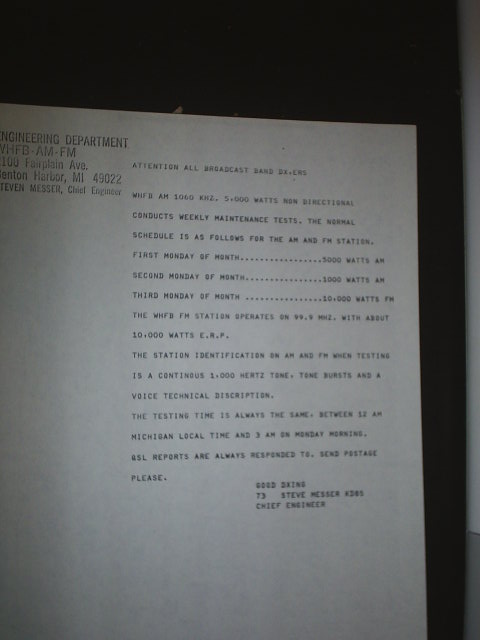 ENGINEERING DEPARTMENT
WHFB-AM-FM
2100 Fairplain Ave.
Benton Harbor, MI 49022
STEVEN MESSER, Chief Engineer
ATTENTION ALL BROADCAST BAND DX,ERS
WHFB AM 1060 KHZ. 5,000 WATTS NON DIRECTIONAL
CONDUCTS WEEKLY MAINTENANCE TESTS. THE NORMAL
SCHEDULE IS AS FOLLOWS FOR THE AM AND FM STATION.
FIRST MONDAY OF MONTH................5000 WATTS AM
SECOND MONDAY OF MONTH...............1000 WATTS AM
THIRD MONDAY OF MONTH ...............10,000 WATTS FM
THE WHFB FM STATION OPERATES ON 99.9 MHZ. WITH ABOUT
10,000 WATTS E.R.P.
THE STATION IDENTIFICATION ON AM AND FM WHEN TESTING
IS A CONTINOUS 1,000 HERTZ TONE, TONE BURSTS AND A
VOICE TECHNICAL DISCRIPTION.
THE TESTING TIME IS ALWAYS THE SAME. BETWEEN 12 AM
MICHIGAN LOCAL TIME AND 3 AM ON MONDAY MORNING.
QSL REPORTS ARE ALWAYS RESPONDED TO. SEND POSTAGE
PLEASE.
GOOD DXING
73 STEVE MESSER
CHIEF ENGINEER